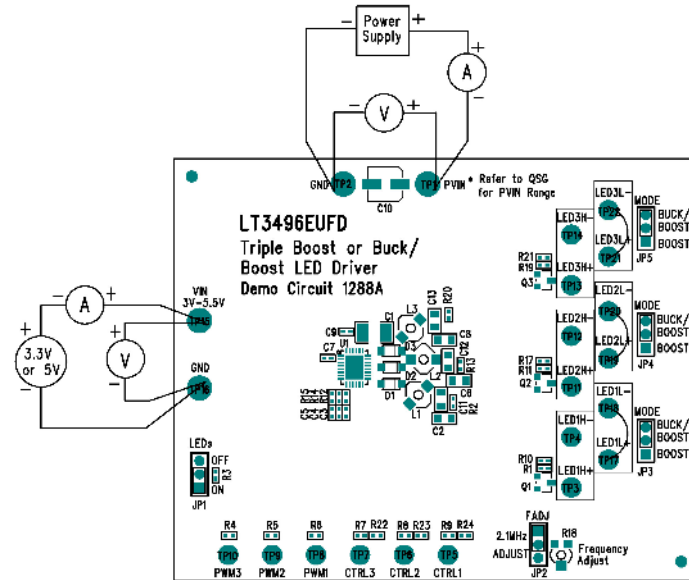 Power
Supply
− + +
A
− V + −
GND TP2 TP1 PVIN * Refer to QSG
for PVIN Range
C10
LT3496EUFD
Triple Boost or Buck/
Boost LED Driver
Demo Circuit 1288A
VIN
3V-5.5V
TP15
− A +
+ +
3.3V
or 5V
V
− −
GND
TP16
LEDs
OFF
ON
R3
JP1
LED3L-
TP22
LED3H-
TP14
LED3L+
TP21
MODE
BUCK/
BOOST
BOOST
JP5
R21
R19
Q3
LED3H+
TP13
LED2L-
TP20
LED2H-
TP12
LED2L+
TP19
MODE
BUCK/
BOOST
BOOST
JP4
R17
R11
Q2
LED2H+
TP11
LED1L-
TP18
LED1H-
TP4
LED1L+
TP17
MODE
BUCK/
BOOST
BOOST
JP3
R10
R1
Q1
LED1H+
TP3
C13
R20
L3
C9
C1
C7
U1
D3
C12
R13
D2
L2
D1
L1
C11
R2
C2
R15
R14
R12
C5
C4
C3
R4 R5 R7 R22 R23 R9 R24
TP10 TP9 TP8 TP7 TP6 TP5
PWM3 PWM2 PWM1 CTRL3 CTRL2 CTRL1
FADJ
2.1MHz
ADJUST
JP2
R18
Frequency
Adjust